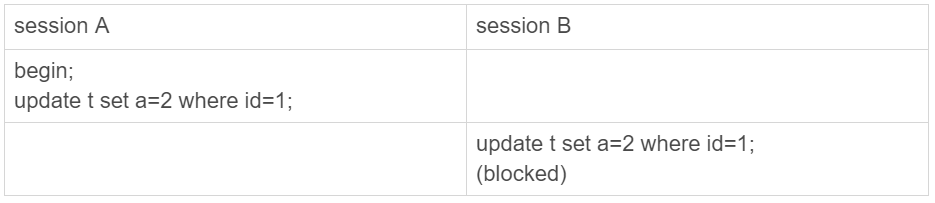 session A
session B
begin;
update t set a=2 where id=1;
update t set a=2 where id=1;
(blocked)